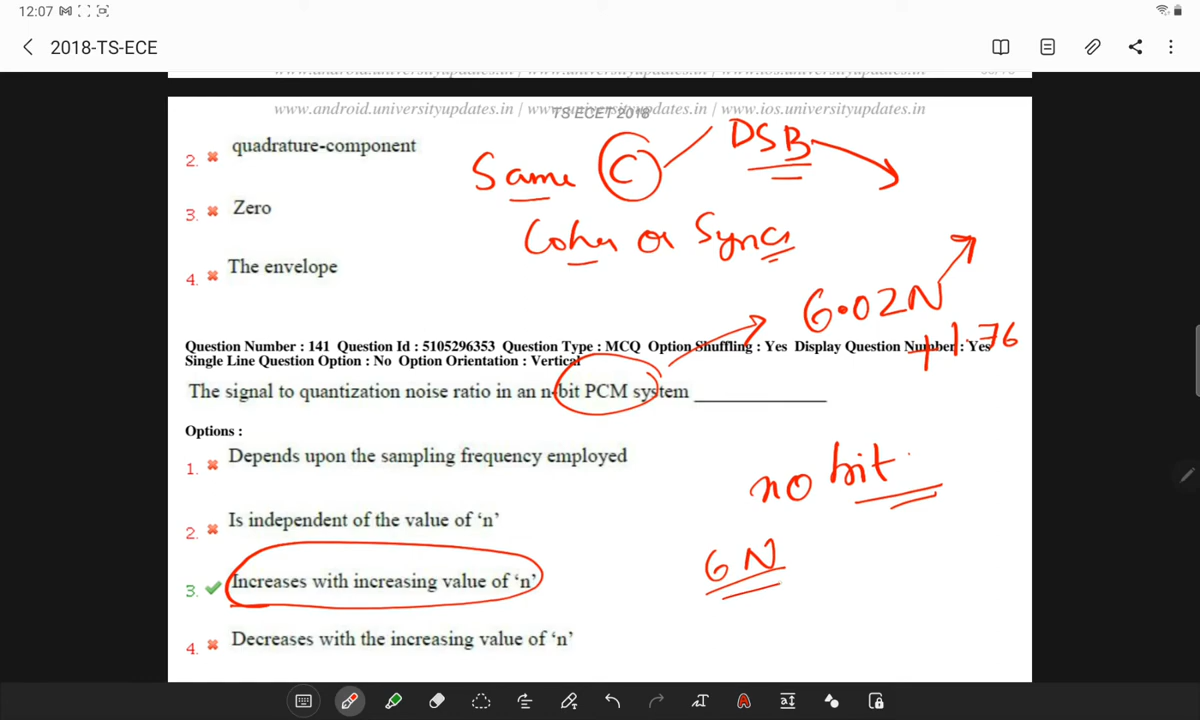 12:07
2018-TS-ECE
www.android.universityupdates.in | www.universityupdates.in | www.ios.universityupdates.in
TS ECET 2018
2. quadrature-component
Same C DSB
3. Zero
Coher or Sync
4. The envelope
6.02N
+1.76
Question Number : 141 Question Id : 5105296353 Question Type : MCQ Option Shuffling : Yes Display Question Number : Yes
Single Line Question Option : No Option Orientation : Vertical
The signal to quantization noise ratio in an n-bit PCM system ____________
Options :
1. Depends upon the sampling frequency employed
no bit
2. Is independent of the value of ‘n’
6N
3. Increases with increasing value of ‘n’
4. Decreases with the increasing value of ‘n’